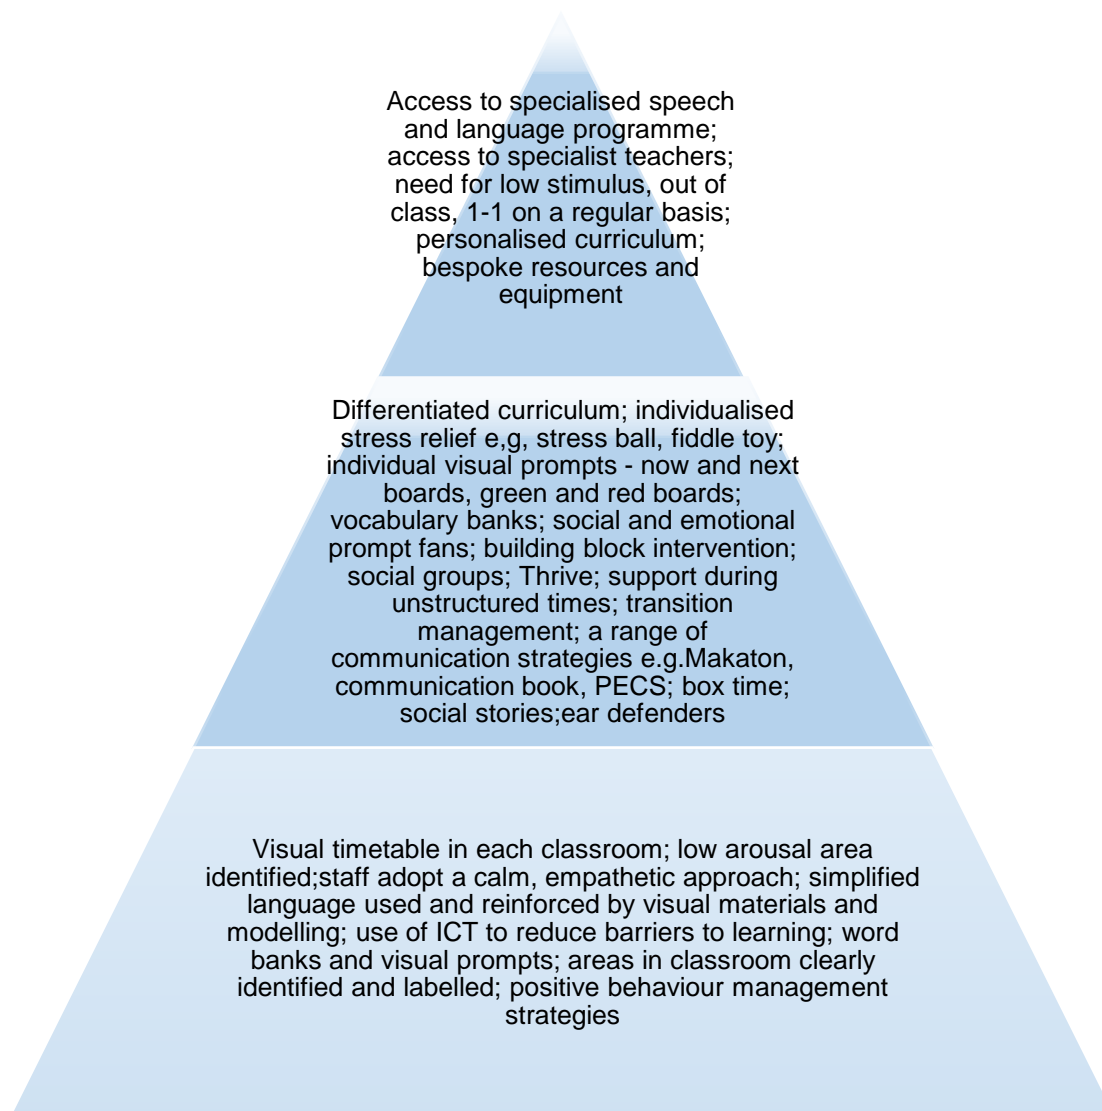 Access to specialised speech
and language programme;
access to specialist teachers;
need for low stimulus, out of
class, 1-1 on a regular basis;
personalised curriculum;
bespoke resources and
equipment
Differentiated curriculum; individualised
stress relief e,g, stress ball, fiddle toy;
individual visual prompts - now and next
boards, green and red boards;
vocabulary banks; social and emotional
prompt fans; building block intervention;
social groups; Thrive; support during
unstructured times; transition
management; a range of
communication strategies e.g.Makaton,
communication book, PECS; box time;
social stories;ear defenders
Visual timetable in each classroom; low arousal area
identified;staff adopt a calm, empathetic approach; simplified
language used and reinforced by visual materials and
modelling; use of ICT to reduce barriers to learning; word
banks and visual prompts; areas in classroom clearly
identified and labelled; positive behaviour management
strategies